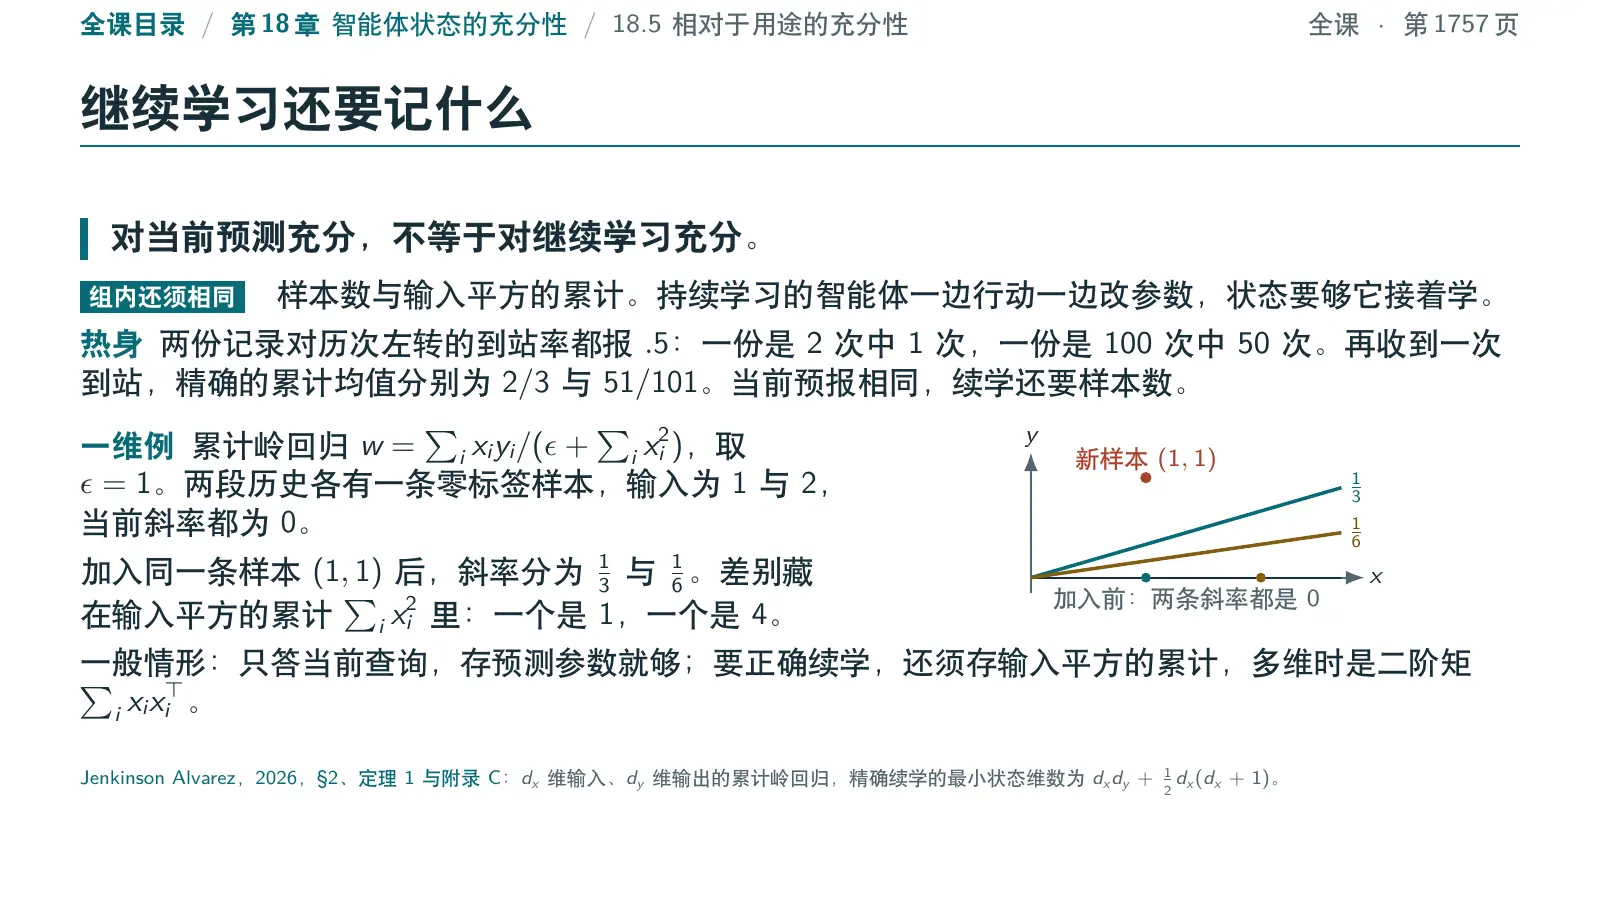 全课目录 / 第18章 智能体状态的充分性 / 18.5 相对于用途的充分性
全课 · 第1757页
继续学习还要记什么
对当前预测充分，不等于对继续学习充分。
组内还须相同 样本数与输入平方的累计。持续学习的智能体一边行动一边改参数，状态要够它接着学。
热身 两份记录对历次左转的到站率都报 .5：一份是 2 次中 1 次，一份是 100 次中 50 次。再收到一次
到站，精确的累计均值分别为 2/3 与 51/101。当前预报相同，续学还要样本数。
一维例 累计岭回归 w = ∑ᵢ xᵢyᵢ/(ϵ + ∑ᵢ xᵢ²)，取
ϵ = 1。两段历史各有一条零标签样本，输入为 1 与 2，
当前斜率都为 0。
加入同一条样本 (1, 1) 后，斜率分为 1/3 与 1/6。差别藏
在输入平方的累计 ∑ᵢ xᵢ² 里：一个是 1，一个是 4。
y
新样本 (1, 1)
1/3
1/6
x
加入前：两条斜率都是 0
一般情形：只答当前查询，存预测参数就够；要正确续学，还须存输入平方的累计，多维时是二阶矩
∑ᵢ xᵢxᵢ⊤。
Jenkinson Alvarez，2026，§2、定理 1 与附录 C：dₓ 维输入、d_y 维输出的累计岭回归，精确续学的最小状态维数为 dₓd_y + 1/2 dₓ(dₓ + 1)。